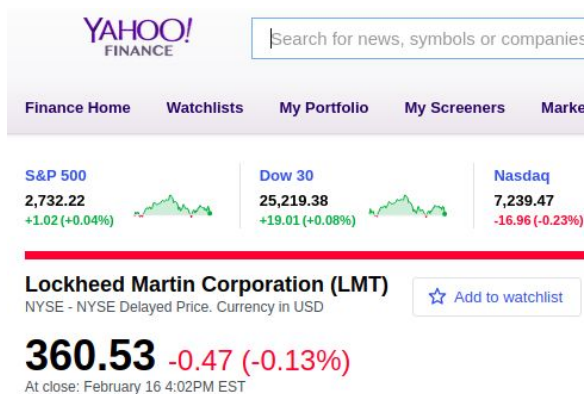 YAHOO!
FINANCE
Search for news, symbols or companies
Finance Home Watchlists My Portfolio My Screeners Marke
S&P 500 Dow 30 Nasdaq
2,732.22 25,219.38 7,239.47
+1.02 (+0.04%) +19.01 (+0.08%) -16.96 (-0.23%)
Lockheed Martin Corporation (LMT)
NYSE - NYSE Delayed Price. Currency in USD
Add to watchlist
360.53 -0.47 (-0.13%)
At close: February 16 4:02PM EST